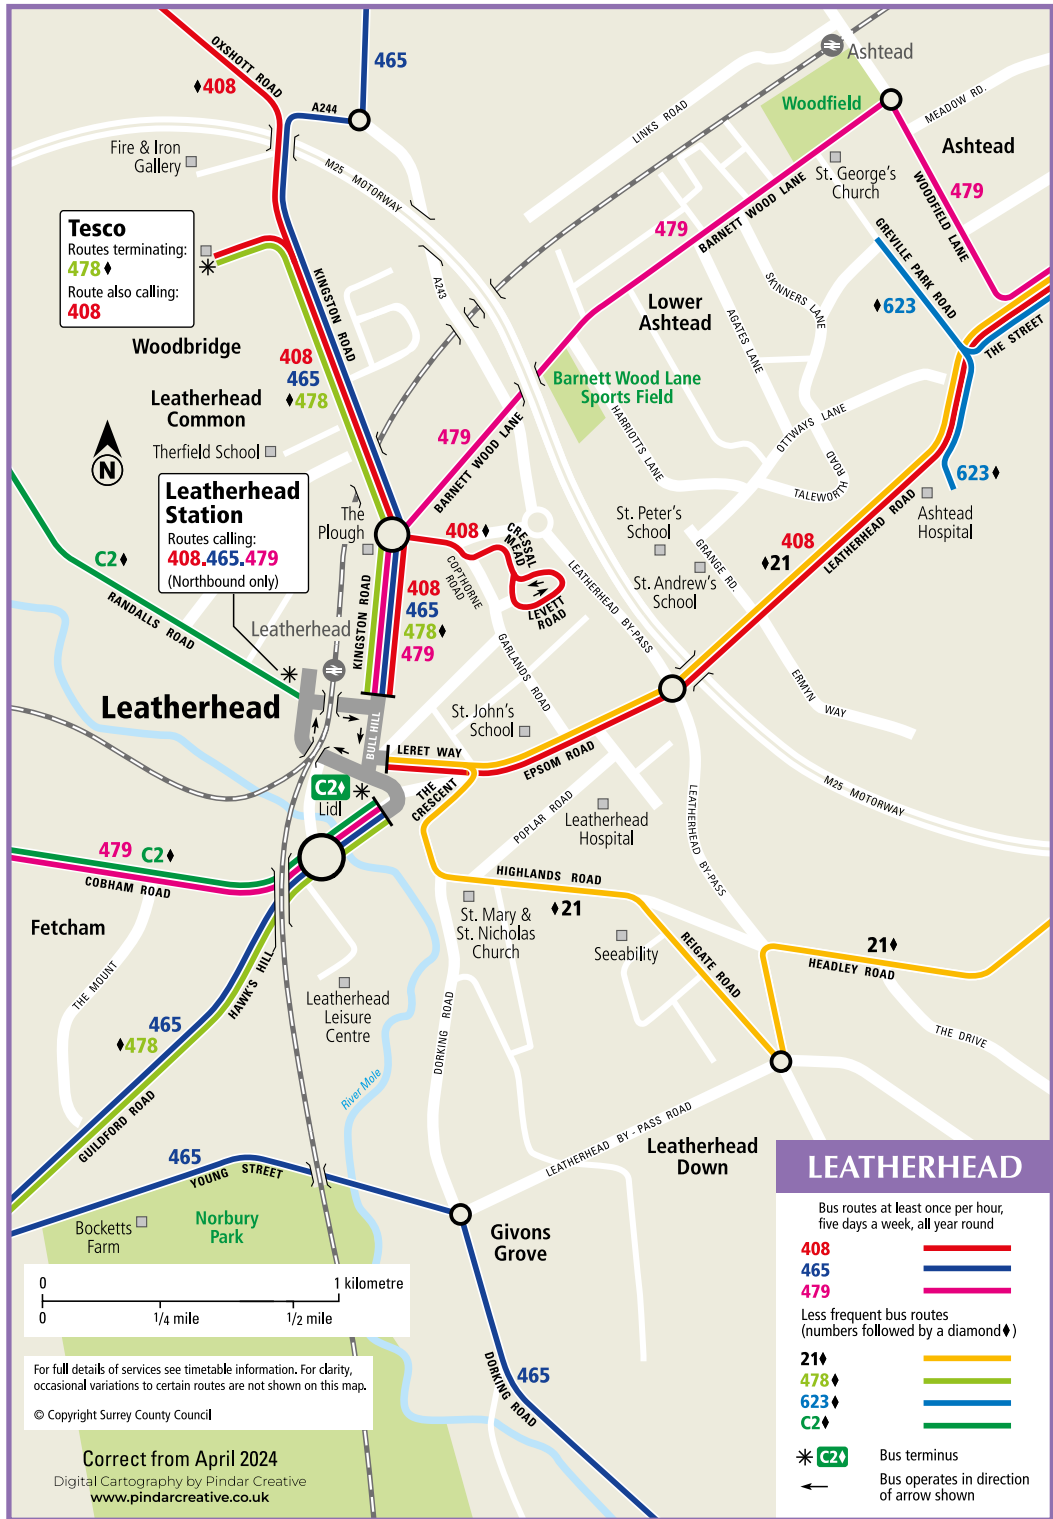 OXSHOTT ROAD
♦408
465
A244
Ashtead
Woodfield
LINKS ROAD
MEADOW RD.
Ashtead
Fire & Iron
Gallery
M25 MOTORWAY
St. George's
Church
WOODFIELD LANE
479
BARNETT WOOD LANE
479
GREVILLE PARK ROAD
Tesco
Routes terminating:
478♦
Route also calling:
408
KINGSTON ROAD
A243
SKINNERS LANE
Lower
Ashtead
AGATES LANE
♦623
THE STREET
Woodbridge
408
465
♦478
Leatherhead
Common
Barnett Wood Lane
Sports Field
HARRIOTTS LANE
OTTWAYS LANE
N
Therfield School
479
BARNETT WOOD LANE
TALEWORTH
ROAD
623♦
Leatherhead
Station
Routes calling:
408.465.479
(Northbound only)
The
Plough
408♦
CRESSAL
MEAD
COPTHORNE
ROAD
LEVETT
ROAD
St. Peter's
School
St. Andrew's
School
GRANGE RD.
Ashtead
Hospital
408
♦21
LEATHERHEAD ROAD
C2♦
RANDALLS ROAD
LEATHERHEAD BY-PASS
KINGSTON ROAD
408
465
478♦
479
Leatherhead
GARLANDS ROAD
ERMYN WAY
Leatherhead
BULL HILL
St. John's
School
LERET WAY
EPSOM ROAD
THE
CRESCENT
C2♦
Lidl
POPLAR ROAD
Leatherhead
Hospital
LEATHERHEAD BY-PASS
M25 MOTORWAY
479 C2♦
COBHAM ROAD
HIGHLANDS ROAD
♦21
Fetcham
St. Mary &
St. Nicholas
Church
Seeability
REIGATE ROAD
21♦
HEADLEY ROAD
THE MOUNT
HAWK'S HILL
Leatherhead
Leisure
Centre
DORKING ROAD
THE DRIVE
465
♦478
GUILDFORD ROAD
River Mole
LEATHERHEAD BY - PASS ROAD
Leatherhead
Down
465
YOUNG STREET
Bocketts
Farm
Norbury
Park
Givons
Grove
0
1 kilometre
0
1/4 mile
1/2 mile
DORKING ROAD
465
For full details of services see timetable information. For clarity,
occasional variations to certain routes are not shown on this map.
© Copyright Surrey County Council
Correct from April 2024
Digital Cartography by Pindar Creative
www.pindarcreative.co.uk
LEATHERHEAD
Bus routes at least once per hour,
five days a week, all year round
408
465
479
Less frequent bus routes
(numbers followed by a diamond♦)
21♦
478♦
623♦
C2♦
C2♦ Bus terminus
Bus operates in direction
of arrow shown